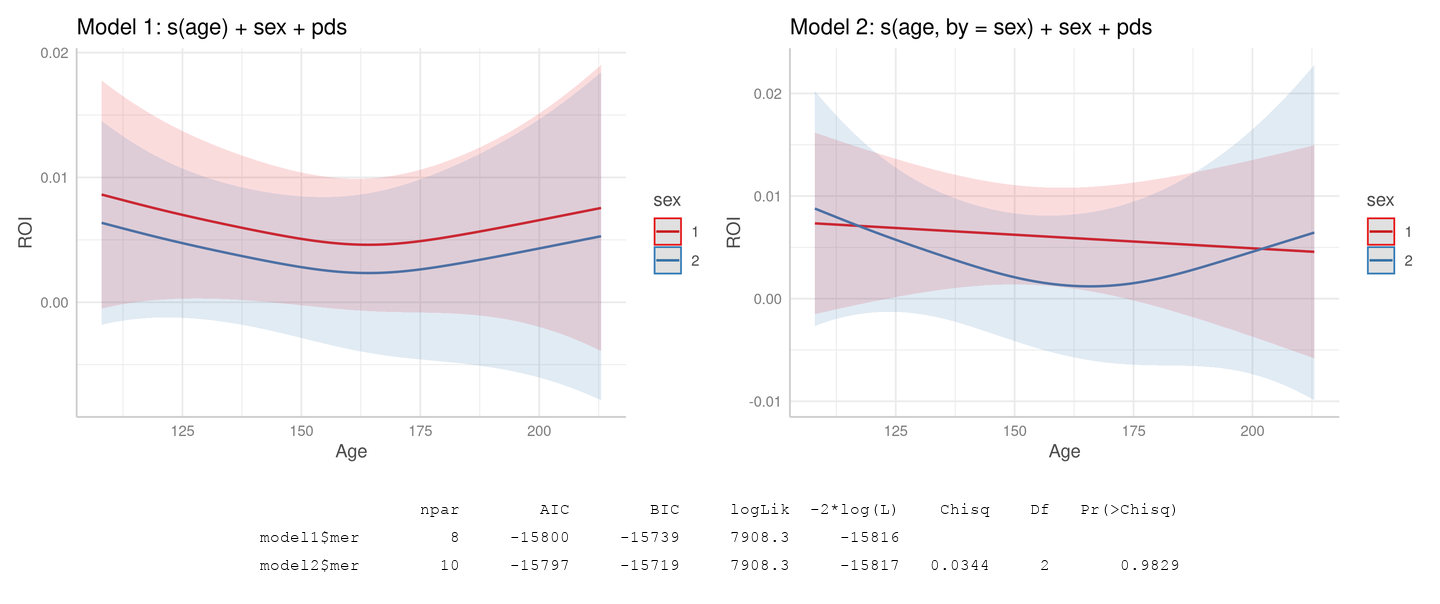 Model 1: s(age) + sex + pds
0.02
0.01
0.00
ROI
125 150 175 200
Age
sex
1
2
Model 2: s(age, by = sex) + sex + pds
0.02
0.01
0.00
-0.01
ROI
125 150 175 200
Age
sex
1
2
npar AIC BIC logLik -2*log(L) Chisq Df Pr(>Chisq)
model1$mer 8 -15800 -15739 7908.3 -15816
model2$mer 10 -15797 -15719 7908.3 -15817 0.0344 2 0.9829